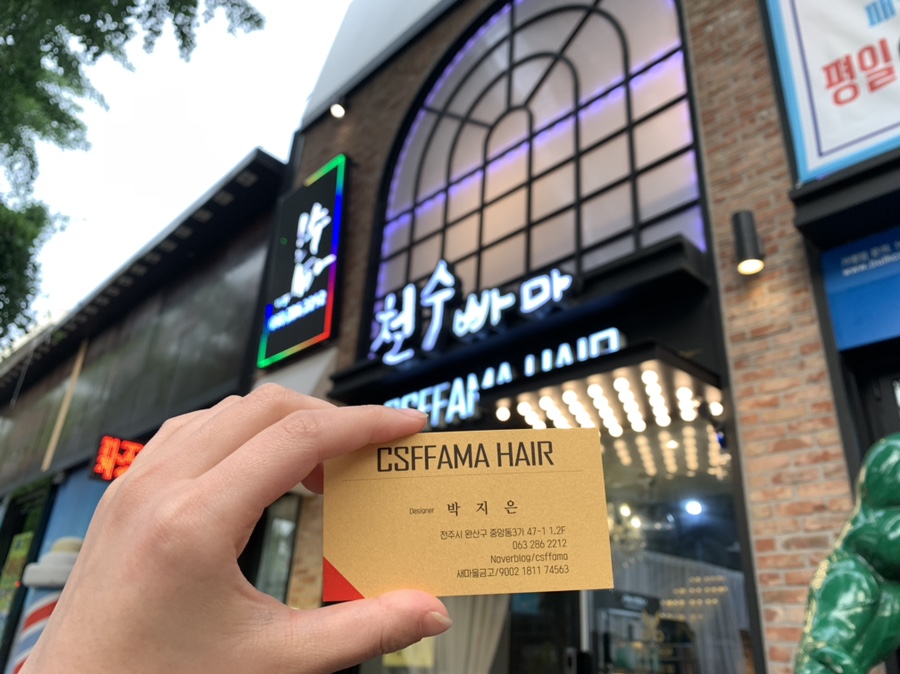 평일
천수빠마
CSFFAMA HAIR
CSFFAMA HAIR
Designer 박 지 은
전주시 완산구 중앙동3가 47-1 1,2F
063 286 2212
Naverblog/csffama
새마을금고/9002 1811 74563